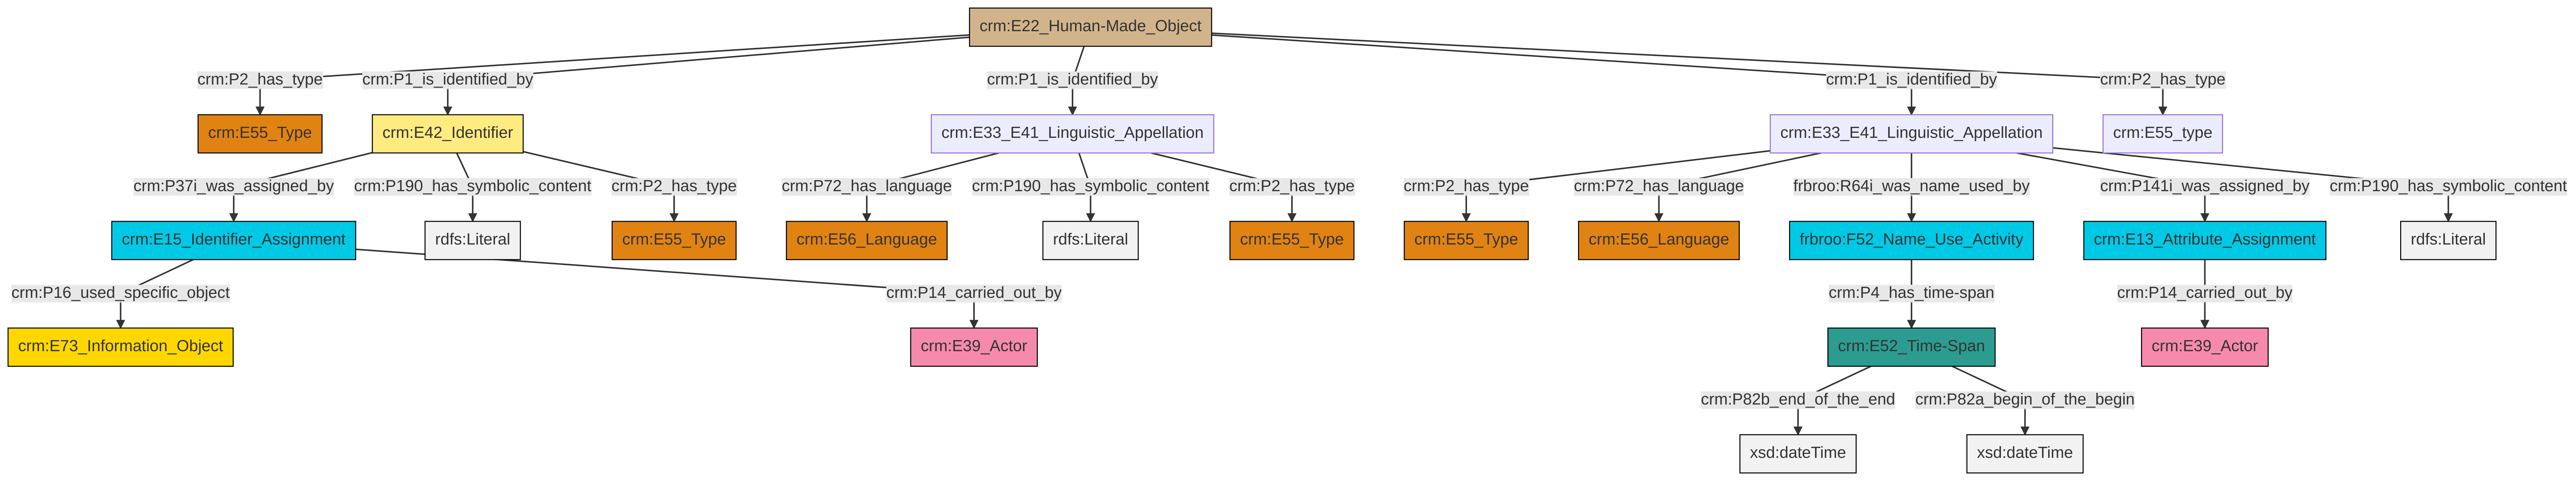 crm:E22_Human-Made_Object
crm:P2_has_type
crm:P1_is_identified_by
crm:P1_is_identified_by
crm:P1_is_identified_by
crm:P2_has_type
crm:E55_Type
crm:E42_Identifier
crm:E33_E41_Linguistic_Appellation
crm:E33_E41_Linguistic_Appellation
crm:E55_type
crm:P37i_was_assigned_by
crm:P190_has_symbolic_content
crm:P2_has_type
crm:P72_has_language
crm:P190_has_symbolic_content
crm:P2_has_type
crm:P2_has_type
crm:P72_has_language
frbroo:R64i_was_name_used_by
crm:P141i_was_assigned_by
crm:P190_has_symbolic_content
crm:E15_Identifier_Assignment
rdfs:Literal
crm:E55_Type
crm:E56_Language
rdfs:Literal
crm:E55_Type
crm:E55_Type
crm:E56_Language
frbroo:F52_Name_Use_Activity
crm:E13_Attribute_Assignment
rdfs:Literal
crm:P16_used_specific_object
crm:P14_carried_out_by
crm:P4_has_time-span
crm:P14_carried_out_by
crm:E73_Information_Object
crm:E39_Actor
crm:E52_Time-Span
crm:E39_Actor
crm:P82b_end_of_the_end
crm:P82a_begin_of_the_begin
xsd:dateTime
xsd:dateTime